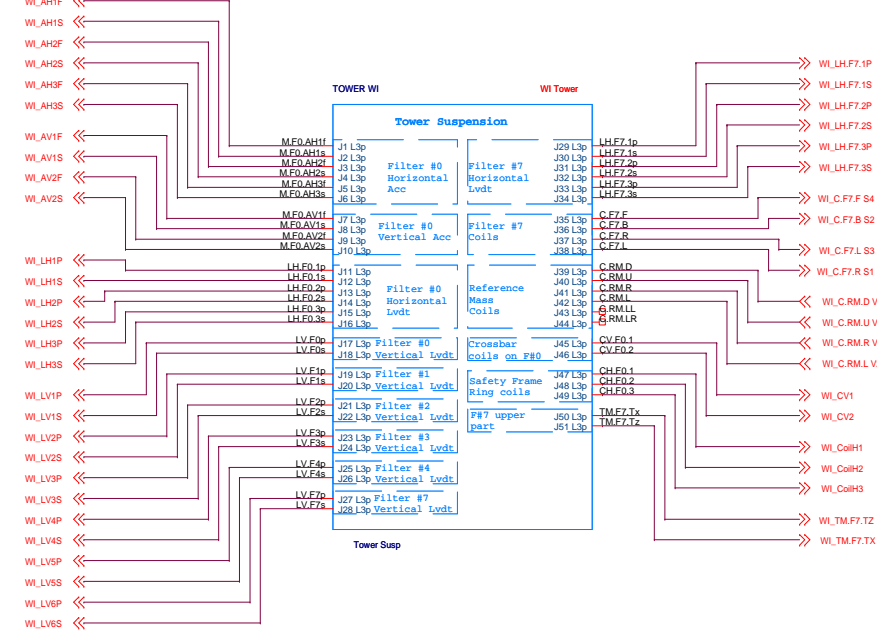 WI_AH1F
WI_AH1S
WI_AH2F
WI_AH2S
WI_AH3F
WI_AH3S
WI_AV1F
WI_AV1S
WI_AV2F
WI_AV2S
WI_LH1P
WI_LH1S
WI_LH2P
WI_LH2S
WI_LH3P
WI_LH3S
WI_LV1P
WI_LV1S
WI_LV2P
WI_LV2S
WI_LV3P
WI_LV3S
WI_LV4P
WI_LV4S
WI_LV5P
WI_LV5S
WI_LV6P
WI_LV6S
TOWER WI
WI Tower
Tower Suspension
M.F0.AH1f J1 L3p
M.F0.AH1s J2 L3p
M.F0.AH2f J3 L3p
M.F0.AH2s J4 L3p
M.F0.AH3f J5 L3p
M.F0.AH3s J6 L3p
Filter #0
Horizontal
Acc
M.F0.AV1f J7 L3p
M.F0.AV1s J8 L3p
M.F0.AV2f J9 L3p
M.F0.AV2s J10 L3p
Filter #0
Vertical Acc
LH.F0.1p J11 L3p
LH.F0.1s J12 L3p
LH.F0.2p J13 L3p
LH.F0.2s J14 L3p
LH.F0.3p J15 L3p
LH.F0.3s J16 L3p
Filter #0
Horizontal
Lvdt
LV.F0p J17 L3p Filter #0
LV.F0s J18 L3p Vertical Lvdt
LV.F1p J19 L3p Filter #1
LV.F1s J20 L3p Vertical Lvdt
LV.F2p J21 L3p Filter #2
LV.F2s J22 L3p Vertical Lvdt
LV.F3p J23 L3p Filter #3
LV.F3s J24 L3p Vertical Lvdt
LV.F4p J25 L3p Filter #4
LV.F4s J26 L3p Vertical Lvdt
LV.F7p J27 L3p Filter #7
LV.F7s J28 L3p Vertical Lvdt
Filter #7
Horizontal
Lvdt
J29 L3p LH.F7.1p
J30 L3p LH.F7.1s
J31 L3p LH.F7.2p
J32 L3p LH.F7.2s
J33 L3p LH.F7.3p
J34 L3p LH.F7.3s
Filter #7
Coils
J35 L3p C.F7.F
J36 L3p C.F7.B
J37 L3p C.F7.R
J38 L3p C.F7.L
Reference
Mass
Coils
J39 L3p C.RM.D
J40 L3p C.RM.U
J41 L3p C.RM.R
J42 L3p C.RM.L
J43 L3p C.RM.LL
J44 L3p C.RM.LR
Crossbar J45 L3p CV.F0.1
coils on F#0 J46 L3p CV.F0.2
Safety Frame
Ring coils
J47 L3p CH.F0.1
J48 L3p CH.F0.2
J49 L3p CH.F0.3
F#7 upper
part
J50 L3p TM.F7.Tx
J51 L3p TM.F7.Tz
Tower Susp
WI_LH.F7.1P
WI_LH.F7.1S
WI_LH.F7.2P
WI_LH.F7.2S
WI_LH.F7.3P
WI_LH.F7.3S
WI_C.F7.F S4
WI_C.F7.B S2
WI_C.F7.L S3
WI_C.F7.R S1
WI_C.RM.D V
WI_C.RM.U V
WI_C.RM.R V
WI_C.RM.L V
WI_CV1
WI_CV2
WI_CoilH1
WI_CoilH2
WI_CoilH3
WI_TM.F7.TZ
WI_TM.F7.TX